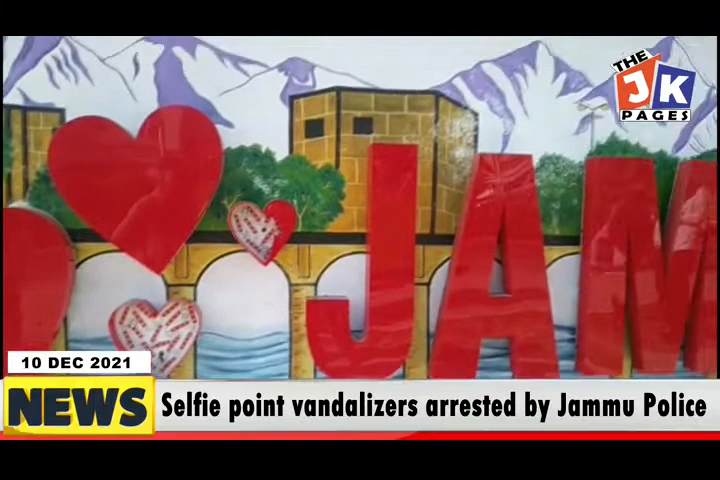 THE
JK
PAGES
JAM
10 DEC 2021
NEWS
Selfie point vandalizers arrested by Jammu Police